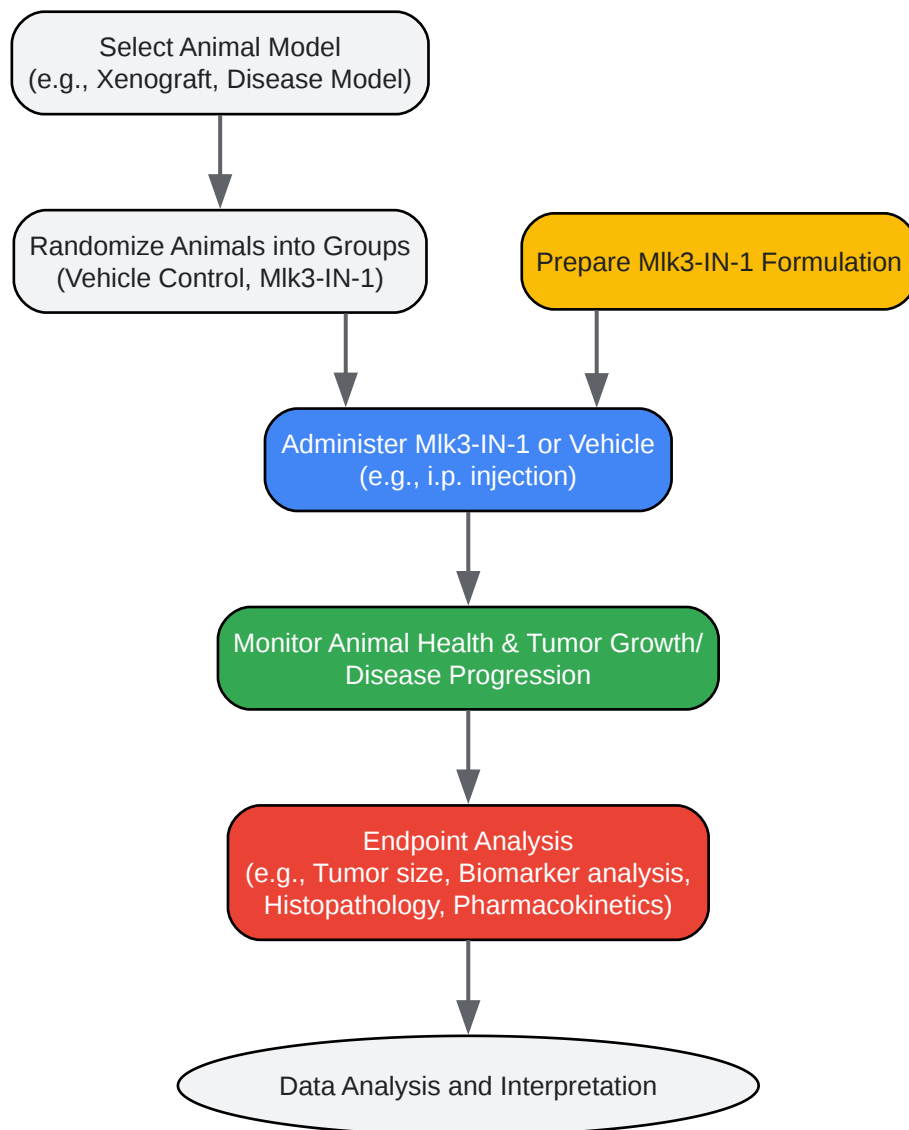 Select Animal Model
(e.g., Xenograft, Disease Model)
Randomize Animals into Groups
(Vehicle Control, Mlk3-IN-1)
Prepare Mlk3-IN-1 Formulation
Administer Mlk3-IN-1 or Vehicle
(e.g., i.p. injection)
Monitor Animal Health & Tumor Growth/
Disease Progression
Endpoint Analysis
(e.g., Tumor size, Biomarker analysis,
Histopathology, Pharmacokinetics)
Data Analysis and Interpretation